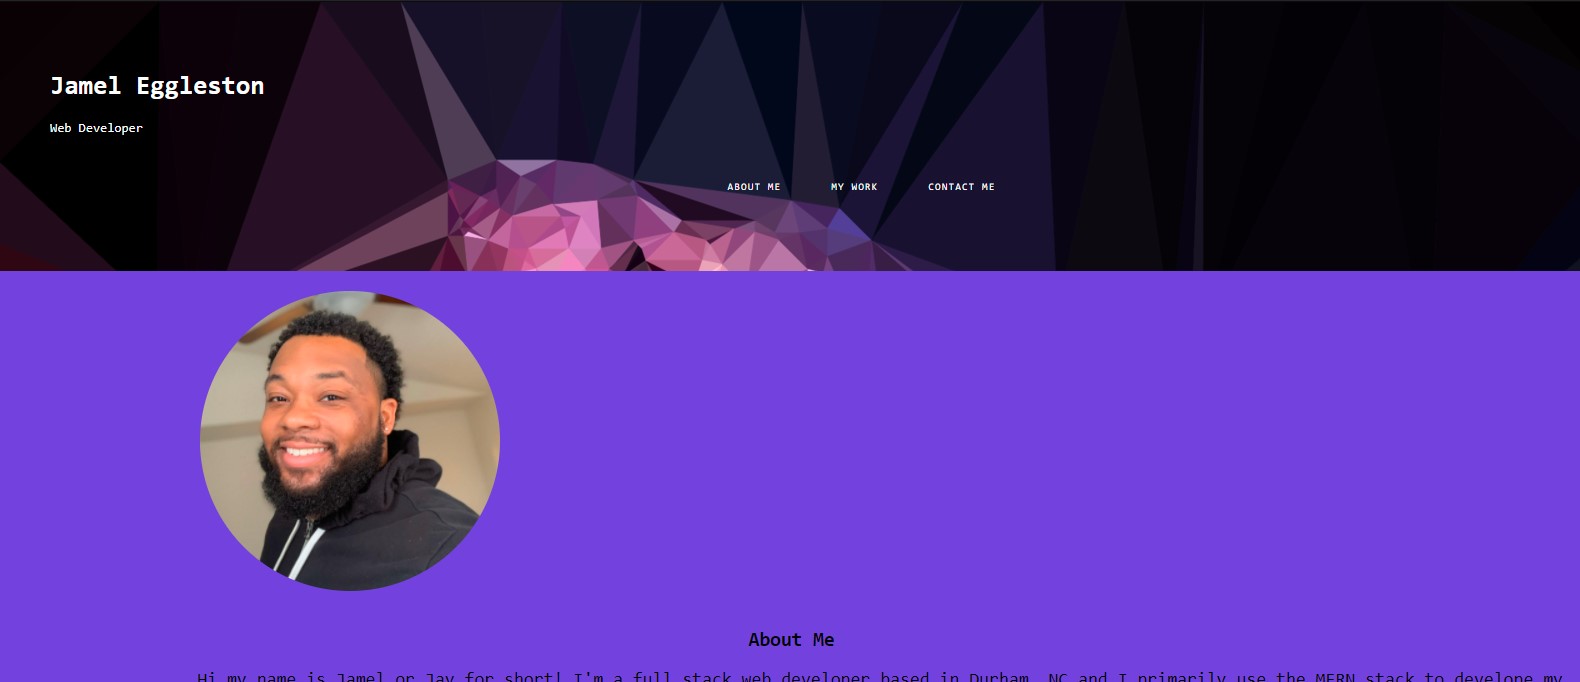 Jamel Eggleston
Web Developer
ABOUT ME MY WORK CONTACT ME
About Me
Hi my name is Jamel or Jay for short! I'm a full stack web developer based in Durham, NC and I primarily use the MERN stack to develope my